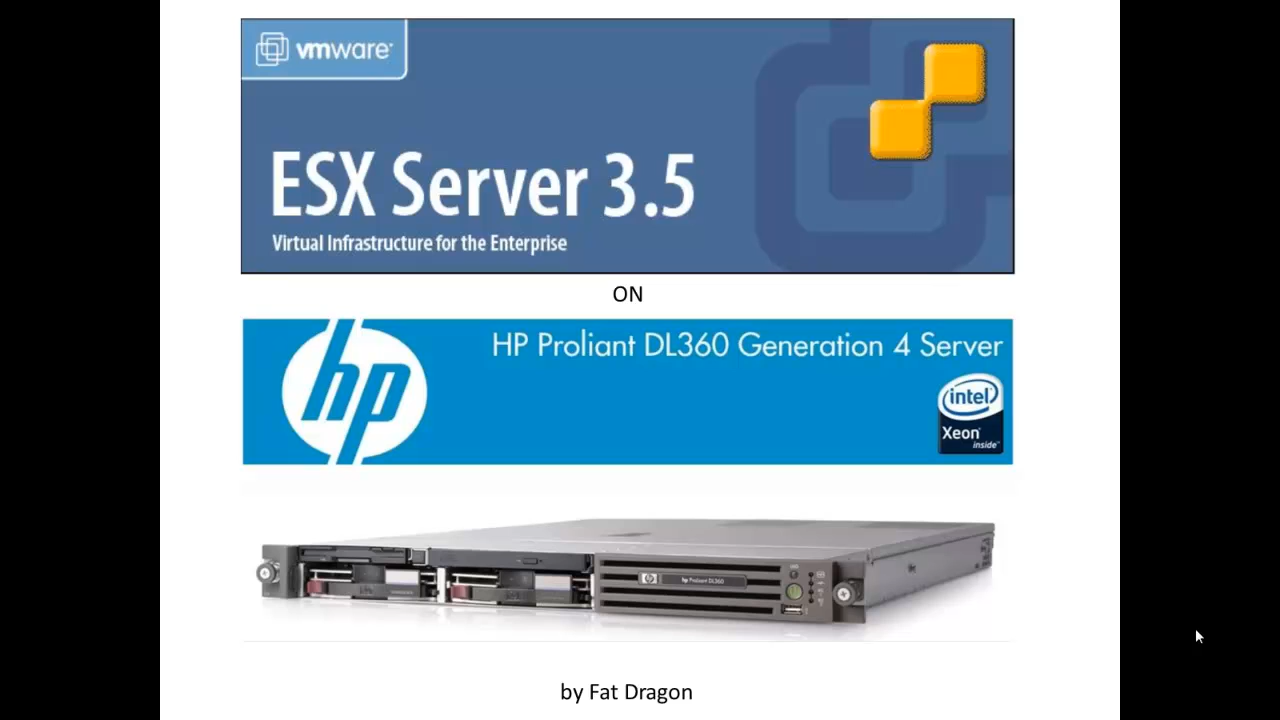 vmware
ESX Server 3.5
Virtual Infrastructure for the Enterprise
ON
hp
HP Proliant DL360 Generation 4 Server
intel
Xeon
inside
hp
hp Proliant DL360
by Fat Dragon